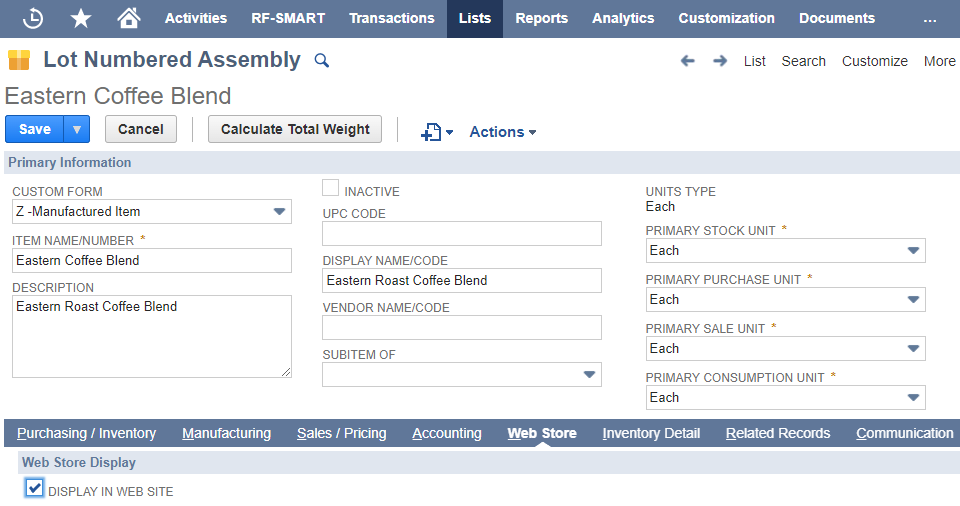 Activities RF-SMART Transactions Lists Reports Analytics Customization Documents ...
Lot Numbered Assembly List Search Customize More
Eastern Coffee Blend
Save Cancel Calculate Total Weight Actions
Primary Information
CUSTOM FORM
Z -Manufactured Item
ITEM NAME/NUMBER *
Eastern Coffee Blend
DESCRIPTION
Eastern Roast Coffee Blend
INACTIVE
UPC CODE
DISPLAY NAME/CODE
Eastern Roast Coffee Blend
VENDOR NAME/CODE
SUBITEM OF
UNITS TYPE
Each
PRIMARY STOCK UNIT *
Each
PRIMARY PURCHASE UNIT *
Each
PRIMARY SALE UNIT *
Each
PRIMARY CONSUMPTION UNIT *
Each
Purchasing / Inventory Manufacturing Sales / Pricing Accounting Web Store Inventory Detail Related Records Communication
Web Store Display
DISPLAY IN WEB SITE